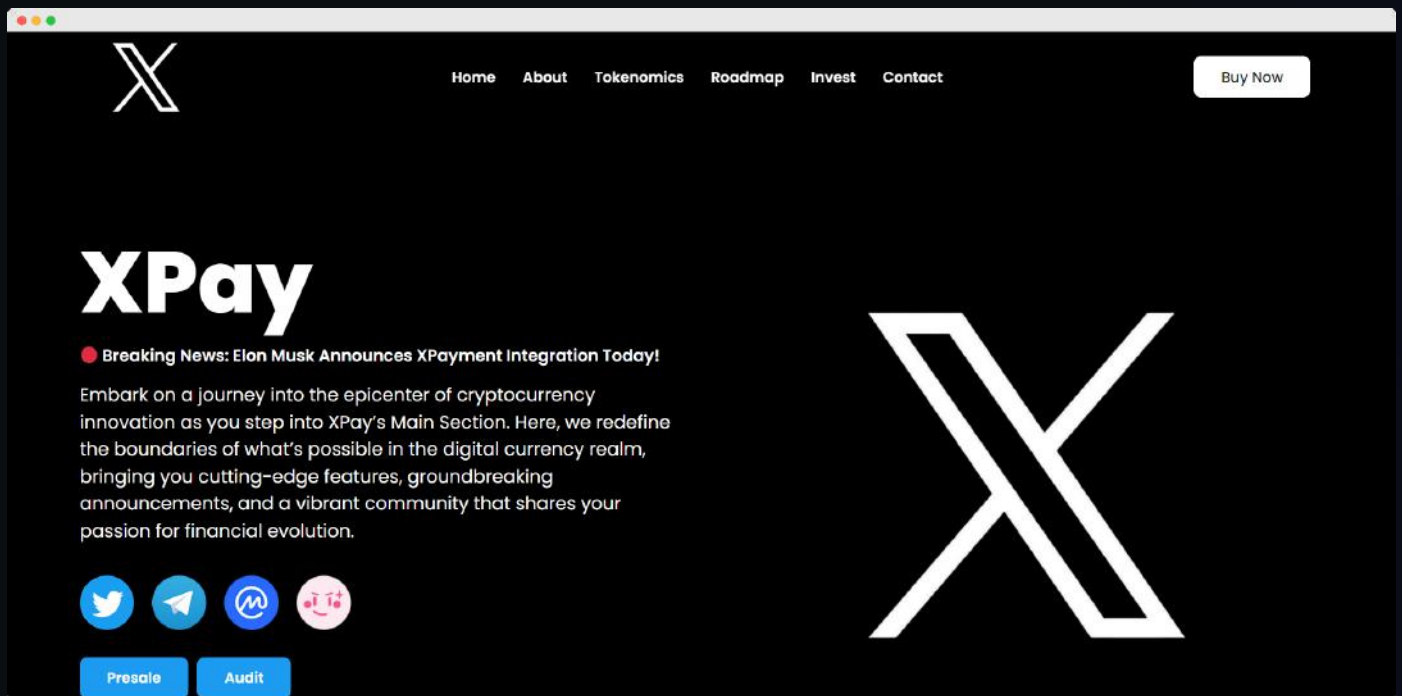 Home About Tokenomics Roadmap Invest Contact Buy Now
XPay
Breaking News: Elon Musk Announces XPayment Integration Today!
Embark on a journey into the epicenter of cryptocurrency
innovation as you step into XPay’s Main Section. Here, we redefine
the boundaries of what’s possible in the digital currency realm,
bringing you cutting-edge features, groundbreaking
announcements, and a vibrant community that shares your
passion for financial evolution.
Presale Audit